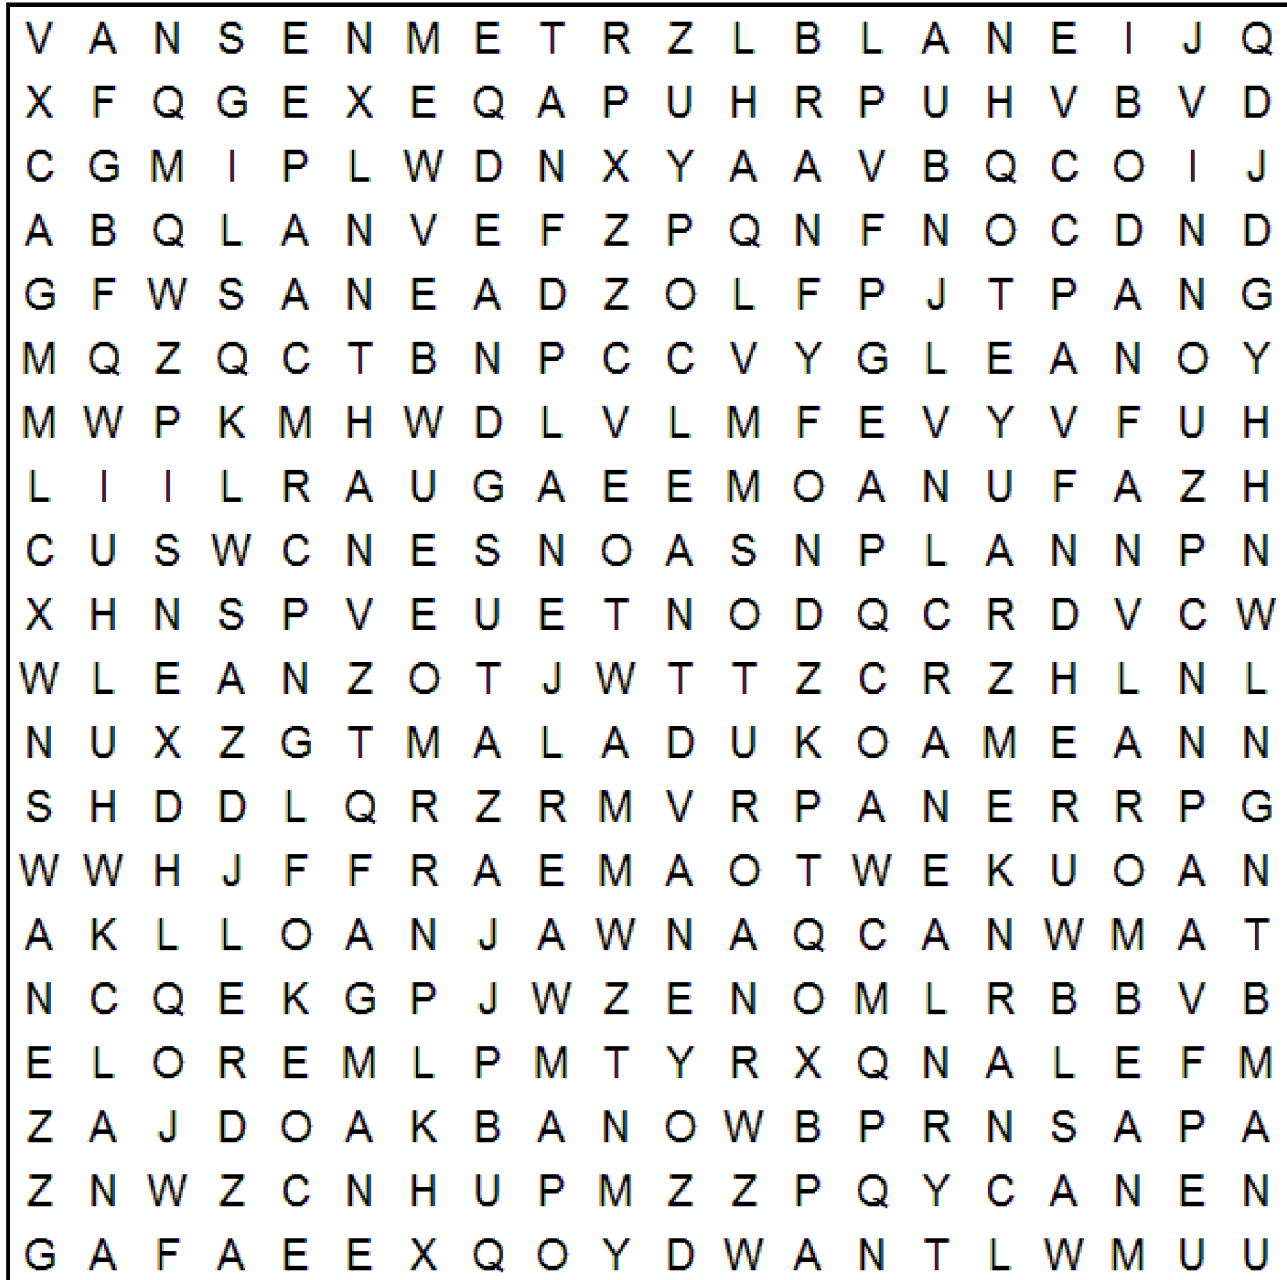 V A N S E N M E T R Z L B L A N E I J Q
X F Q G E X E Q A P U H R P U H V B V D
C G M I P L W D N X Y A A V B Q C O I J
A B Q L A N V E F Z P Q N F N O C D N D
G F W S A N E A D Z O L F P J T P A N G
M Q Z Q C T B N P C C V Y G L E A N O Y
M W P K M H W D L V L M F E V Y V F U H
L I I L R A U G A E E M O A N U F A Z H
C U S W C N E S N O A S N P L A N N P N
X H N S P V E U E T N O D Q C R D V C W
W L E A N Z O T J W T T Z C R Z H L N L
N U X Z G T M A L A D U K O A M E A N N
S H D D L Q R Z R M V R P A N E R R P G
W W H J F F R A E M A O T W E K U O A N
A K L L O A N J A W N A Q C A N W M A T
N C Q E K G P J W Z E N O M L R B B V B
E L O R E M L P M T Y R X Q N A L E F M
Z A J D O A K B A N O W B P R N S A P A
Z N W Z C N H U P M Z Z P Q Y C A N E N
G A F A E E X Q O Y D W A N T L W M U U